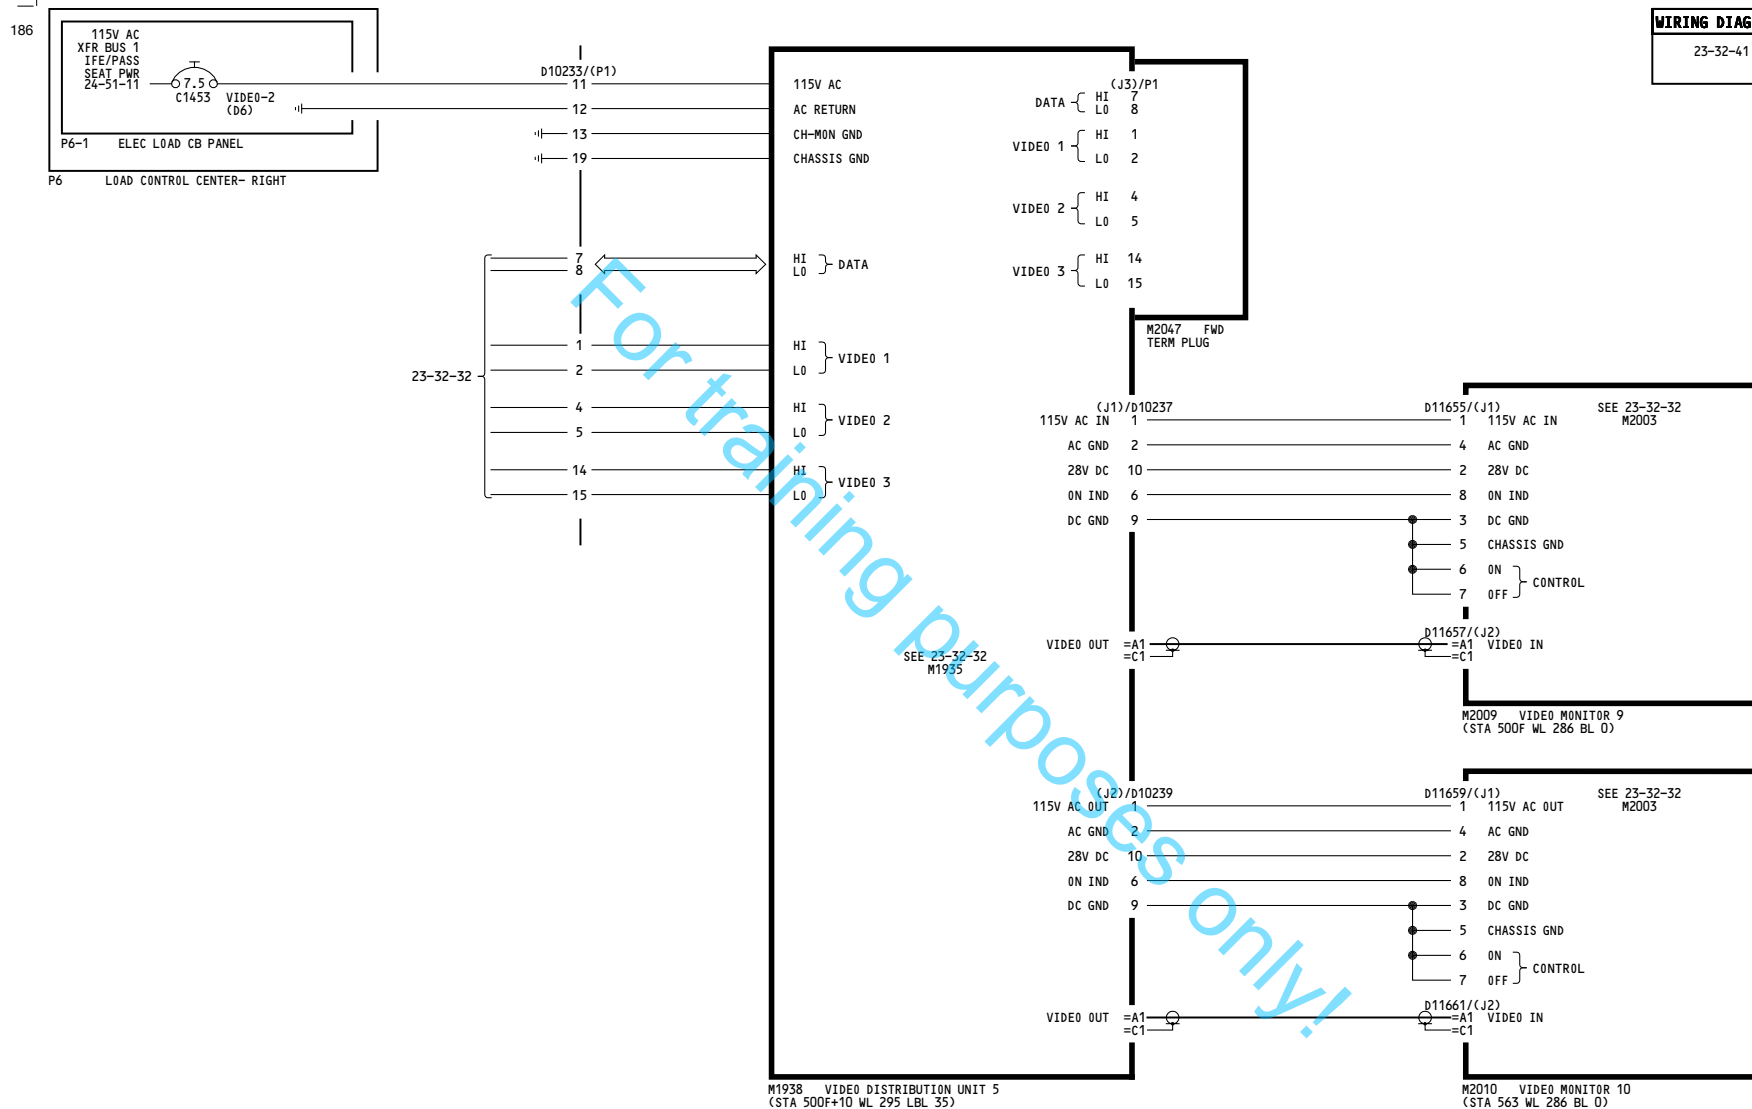 186
WIRING DIAG
23-32-41
115V AC
XFR BUS 1
IFE/PASS
SEAT PWR
24-51-11
7.5
C1453
VIDEO-2
(D6)
P6-1 ELEC LOAD CB PANEL
P6 LOAD CONTROL CENTER- RIGHT
D10233/(P1)
11 115V AC
12 AC RETURN
13 CH-MON GND
19 CHASSIS GND
23-32-32
7 HI
8 LO
DATA
1 HI
2 LO
VIDEO 1
4 HI
5 LO
VIDEO 2
14 HI
15 LO
VIDEO 3
(J3)/P1
DATA
HI 7
LO 8
VIDEO 1
HI 1
LO 2
VIDEO 2
HI 4
LO 5
VIDEO 3
HI 14
LO 15
M2047 FWD
TERM PLUG
(J1)/D10237
115V AC IN 1
AC GND 2
28V DC 10
ON IND 6
DC GND 9
VIDEO OUT =A1
=C1
SEE 23-32-32
M1935
(J2)/D10239
115V AC OUT 1
AC GND 2
28V DC 10
ON IND 6
DC GND 9
VIDEO OUT =A1
=C1
M1938 VIDEO DISTRIBUTION UNIT 5
(STA 500F+10 WL 295 LBL 35)
D11655/(J1)
SEE 23-32-32
M2003
1 115V AC IN
4 AC GND
2 28V DC
8 ON IND
3 DC GND
5 CHASSIS GND
6 ON
7 OFF
CONTROL
D11657/(J2)
=A1 VIDEO IN
=C1
M2009 VIDEO MONITOR 9
(STA 500F WL 286 BL 0)
D11659/(J1)
SEE 23-32-32
M2003
1 115V AC OUT
4 AC GND
2 28V DC
8 ON IND
3 DC GND
5 CHASSIS GND
6 ON
7 OFF
CONTROL
D11661/(J2)
=A1 VIDEO IN
=C1
M2010 VIDEO MONITOR 10
(STA 563 WL 286 BL 0)
For training purposes only!